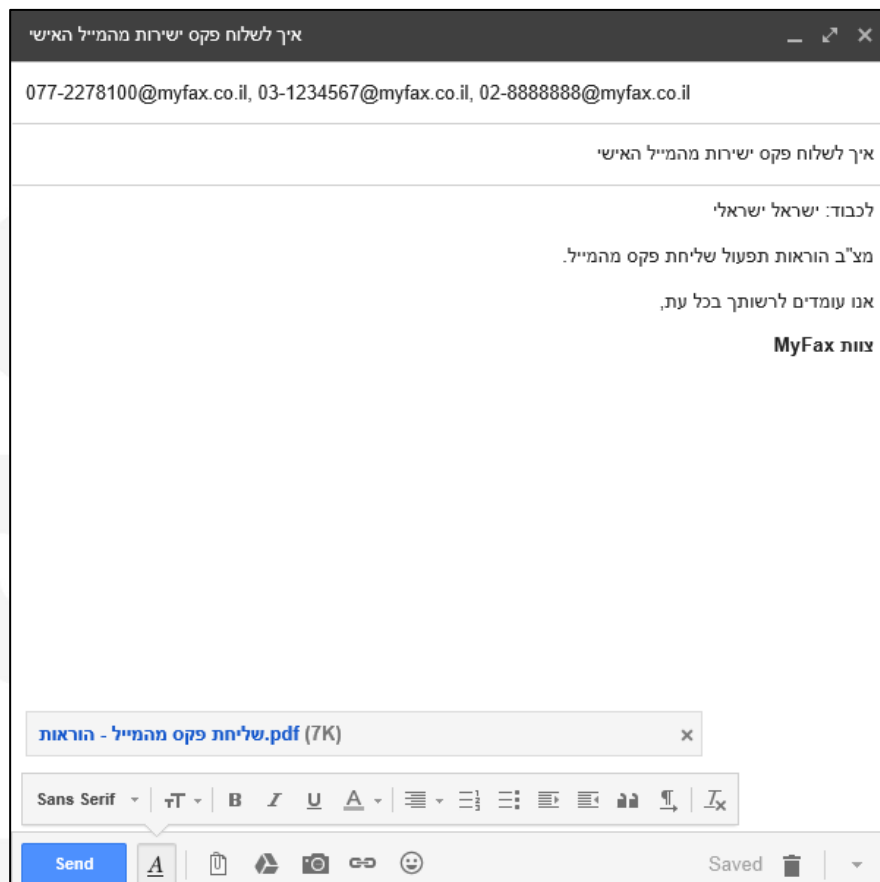 איך לשלוח פקס ישירות מהמייל האישי
077-2278100@myfax.co.il, 03-1234567@myfax.co.il, 02-8888888@myfax.co.il
איך לשלוח פקס ישירות מהמייל האישי
לכבוד: ישראל ישראלי
מצ"ב הוראות תפעול שליחת פקס מהמייל.
אנו עומדים לרשותך בכל עת,
צוות MyFax
שליחת פקס מהמייל - הוראות.pdf (7K)
Sans Serif
Send
Saved